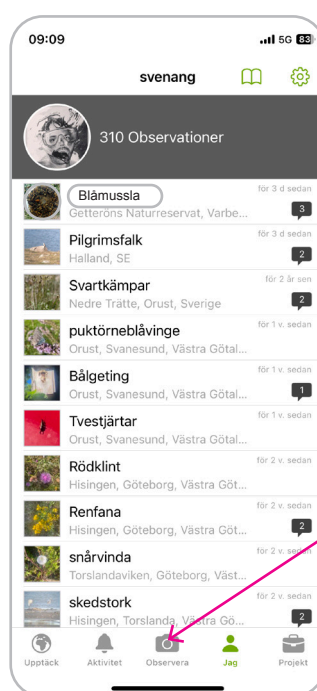 09:09 5G 83
svenang
310 Observationer
Blåmussla för 3 d sedan
Getteröns Naturreservat, Varbe... 3
Pilgrimsfalk för 3 d sedan
Halland, SE 2
Svartkämpar för 2 år sen
Nedre Trätte, Orust, Sverige 2
puktörneblåvinge för 1 v. sedan
Orust, Svanesund, Västra Götal...
Bålgeting för 1 v. sedan
Orust, Svanesund, Västra Götal... 1
Tvestjärtar för 1 v. sedan
Orust, Svanesund, Västra Götal...
Rödklint för 2 v. sedan
Hisingen, Göteborg, Västra Göt...
Renfana för 2 v. sedan
Hisingen, Göteborg, Västra Göt... 2
snårvinda för 2 v. sedan
Torslandaviken, Göteborg, Väst...
skedstork för 2 v. sedan
Hisingen, Torslanda, Västra Gö... 2
Upptäck Aktivitet Observera Jag Projekt